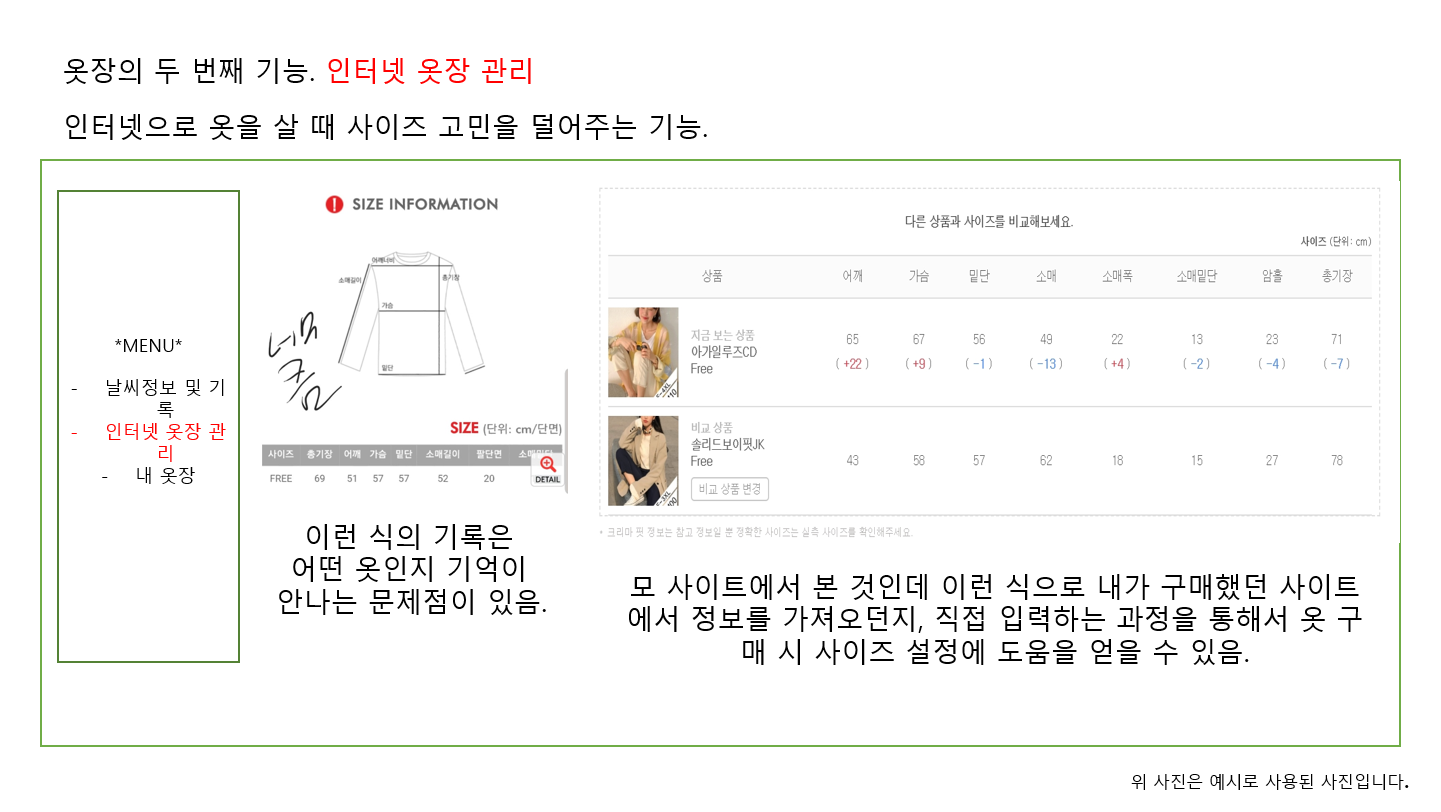 옷장의 두 번째 기능. 인터넷 옷장 관리
인터넷으로 옷을 살 때 사이즈 고민을 덜어주는 기능.
*MENU*
- 날씨정보 및 기
록
- 인터넷 옷장 관
리
- 내 옷장
SIZE INFORMATION
어깨너비
소매길이
총기장
가슴
밑단
SIZE (단위: cm/단면)
사이즈 총기장 어깨 가슴 밑단 소매길이 팔단면
FREE 69 51 57 57 52 20
DETAIL
이런 식의 기록은
어떤 옷인지 기억이
안나는 문제점이 있음.
다른 상품과 사이즈를 비교해보세요.
사이즈 (단위: cm)
상품 어깨 가슴 밑단 소매 소매폭 소매밑단 암홀 총기장
지금 보는 상품
아가일루즈CD
Free
65 67 56 49 22 13 23 71
( +22 ) ( +9 ) ( −1 ) ( −13 ) ( +4 ) ( −2 ) ( −4 ) ( −7 )
비교 상품
솔리드보이핏JK
Free
43 58 57 62 18 15 27 78
비교 상품 변경
* 크리마 핏 정보는 참고 정보일 뿐 정확한 사이즈는 실측 사이즈를 확인해주세요.
모 사이트에서 본 것인데 이런 식으로 내가 구매했던 사이트
에서 정보를 가져오던지, 직접 입력하는 과정을 통해서 옷 구
매 시 사이즈 설정에 도움을 얻을 수 있음.
위 사진은 예시로 사용된 사진입니다.